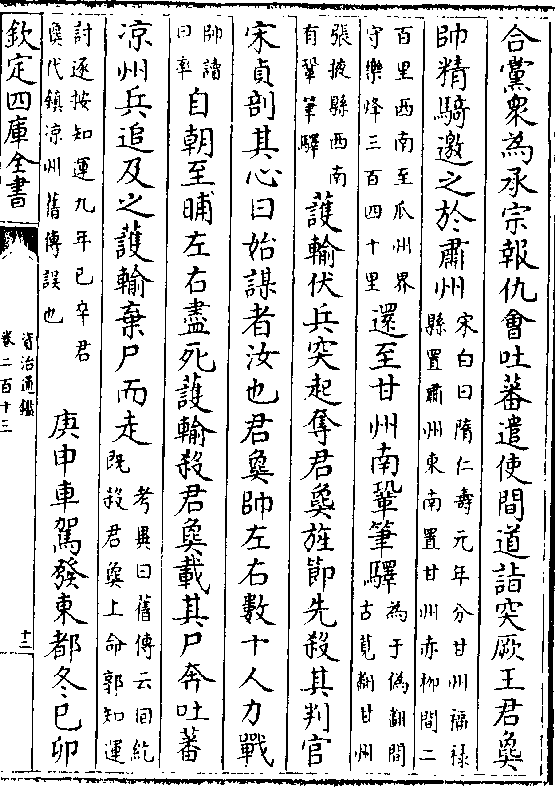 合黨衆為承宗報仇會吐蕃遣使間道詣突厥王君㚟
帥精騎邀之於肅州宋白曰隋仁壽元年分甘州福禄縣置肅州東南置甘州赤柳間二
百里西南至瓜州界守樂烽三百四十里還至甘州南鞏筆驛為于偽翻間古莧翻甘州
張掖縣西南有鞏筆驛護輸伏兵突起奪君㚟旌節先殺其判官
宋貞剖其心曰始謀者汝也君㚟帥左右數十人力戰
帥讀曰率自朝至晡左右盡死護輸殺君㚟載其尸奔吐蕃
凉州兵追及之護輸棄尸而走考異曰舊傳云回紇既殺君㚟上命郭知運
討逐按知運九年已卒君㚟代鎮凉州舊傳誤也庚申車駕發東都冬己卯
欽定四庫全書
資治通鑑
卷二百十三
十二